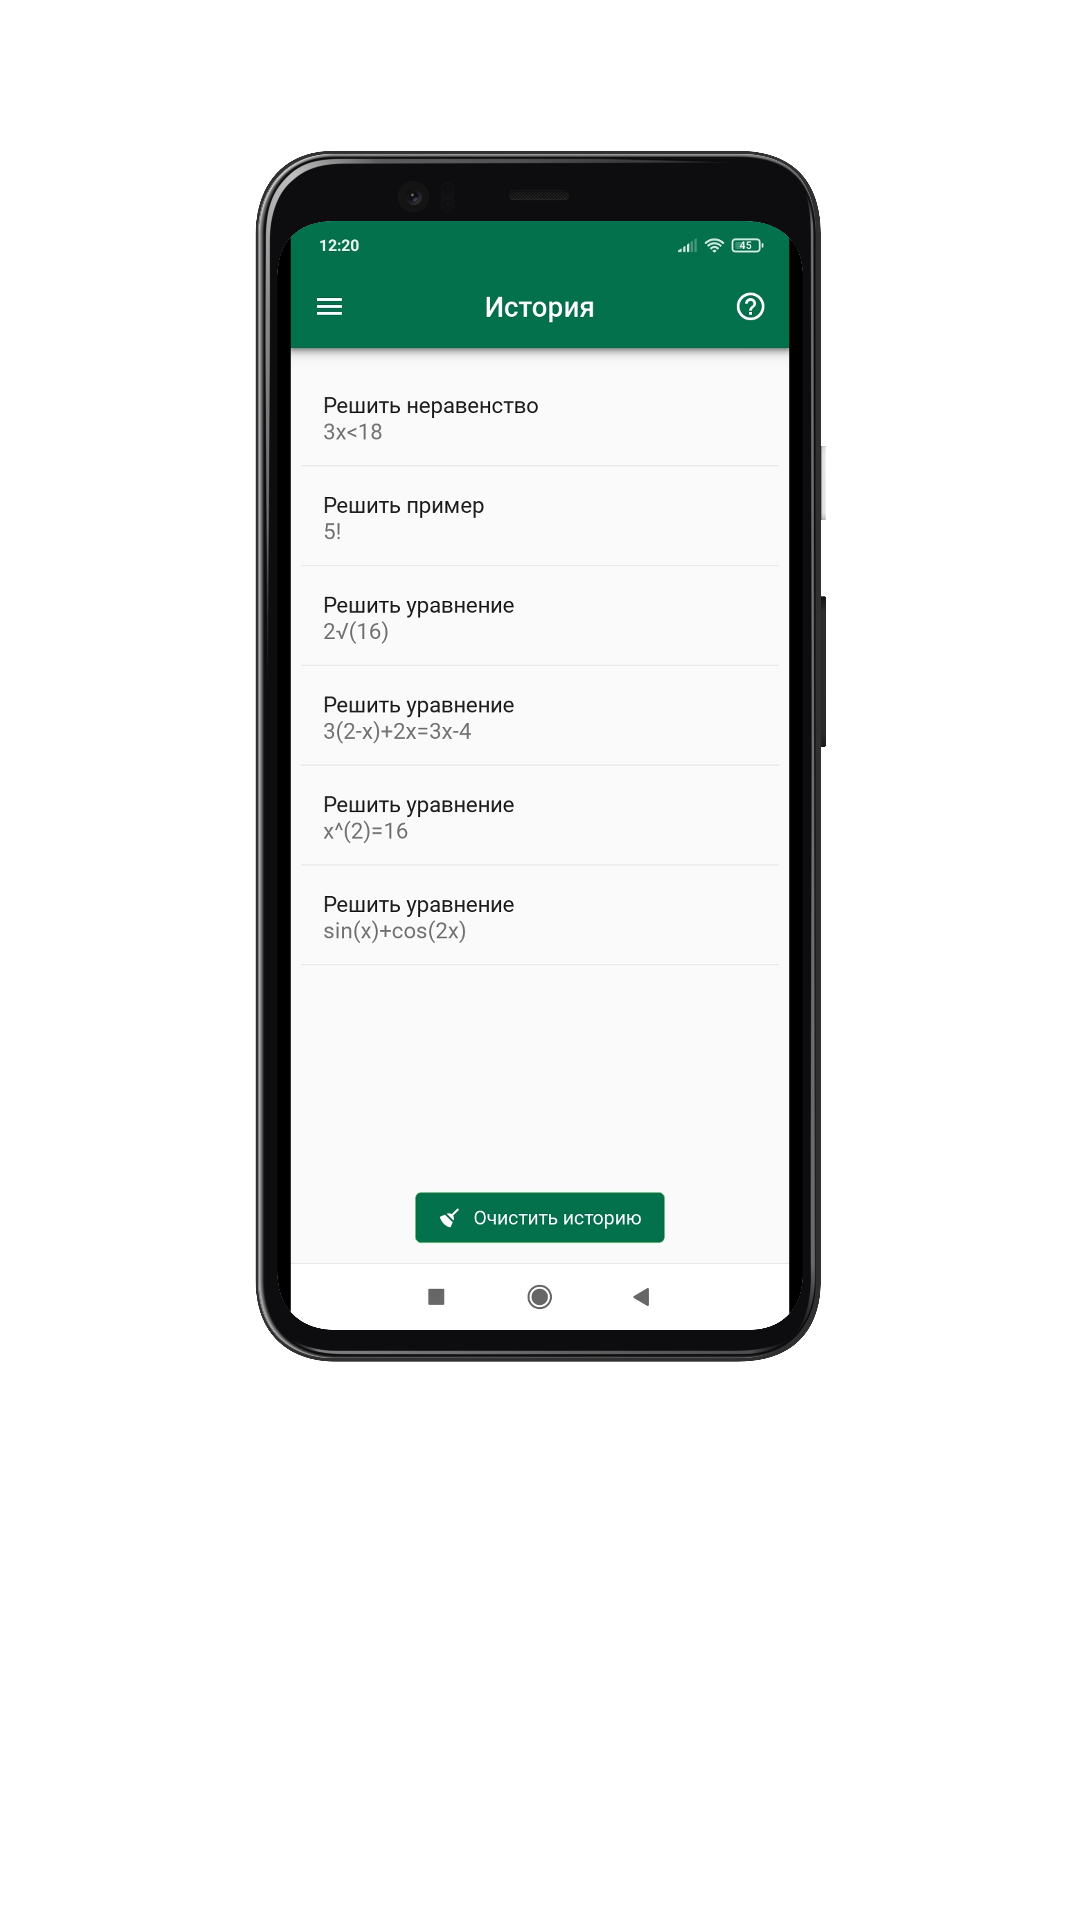 12:20
45
История
Решить неравенство
3x<18
Решить пример
5!
Решить уравнение
2√(16)
Решить уравнение
3(2-x)+2x=3x-4
Решить уравнение
x^(2)=16
Решить уравнение
sin(x)+cos(2x)
Очистить историю